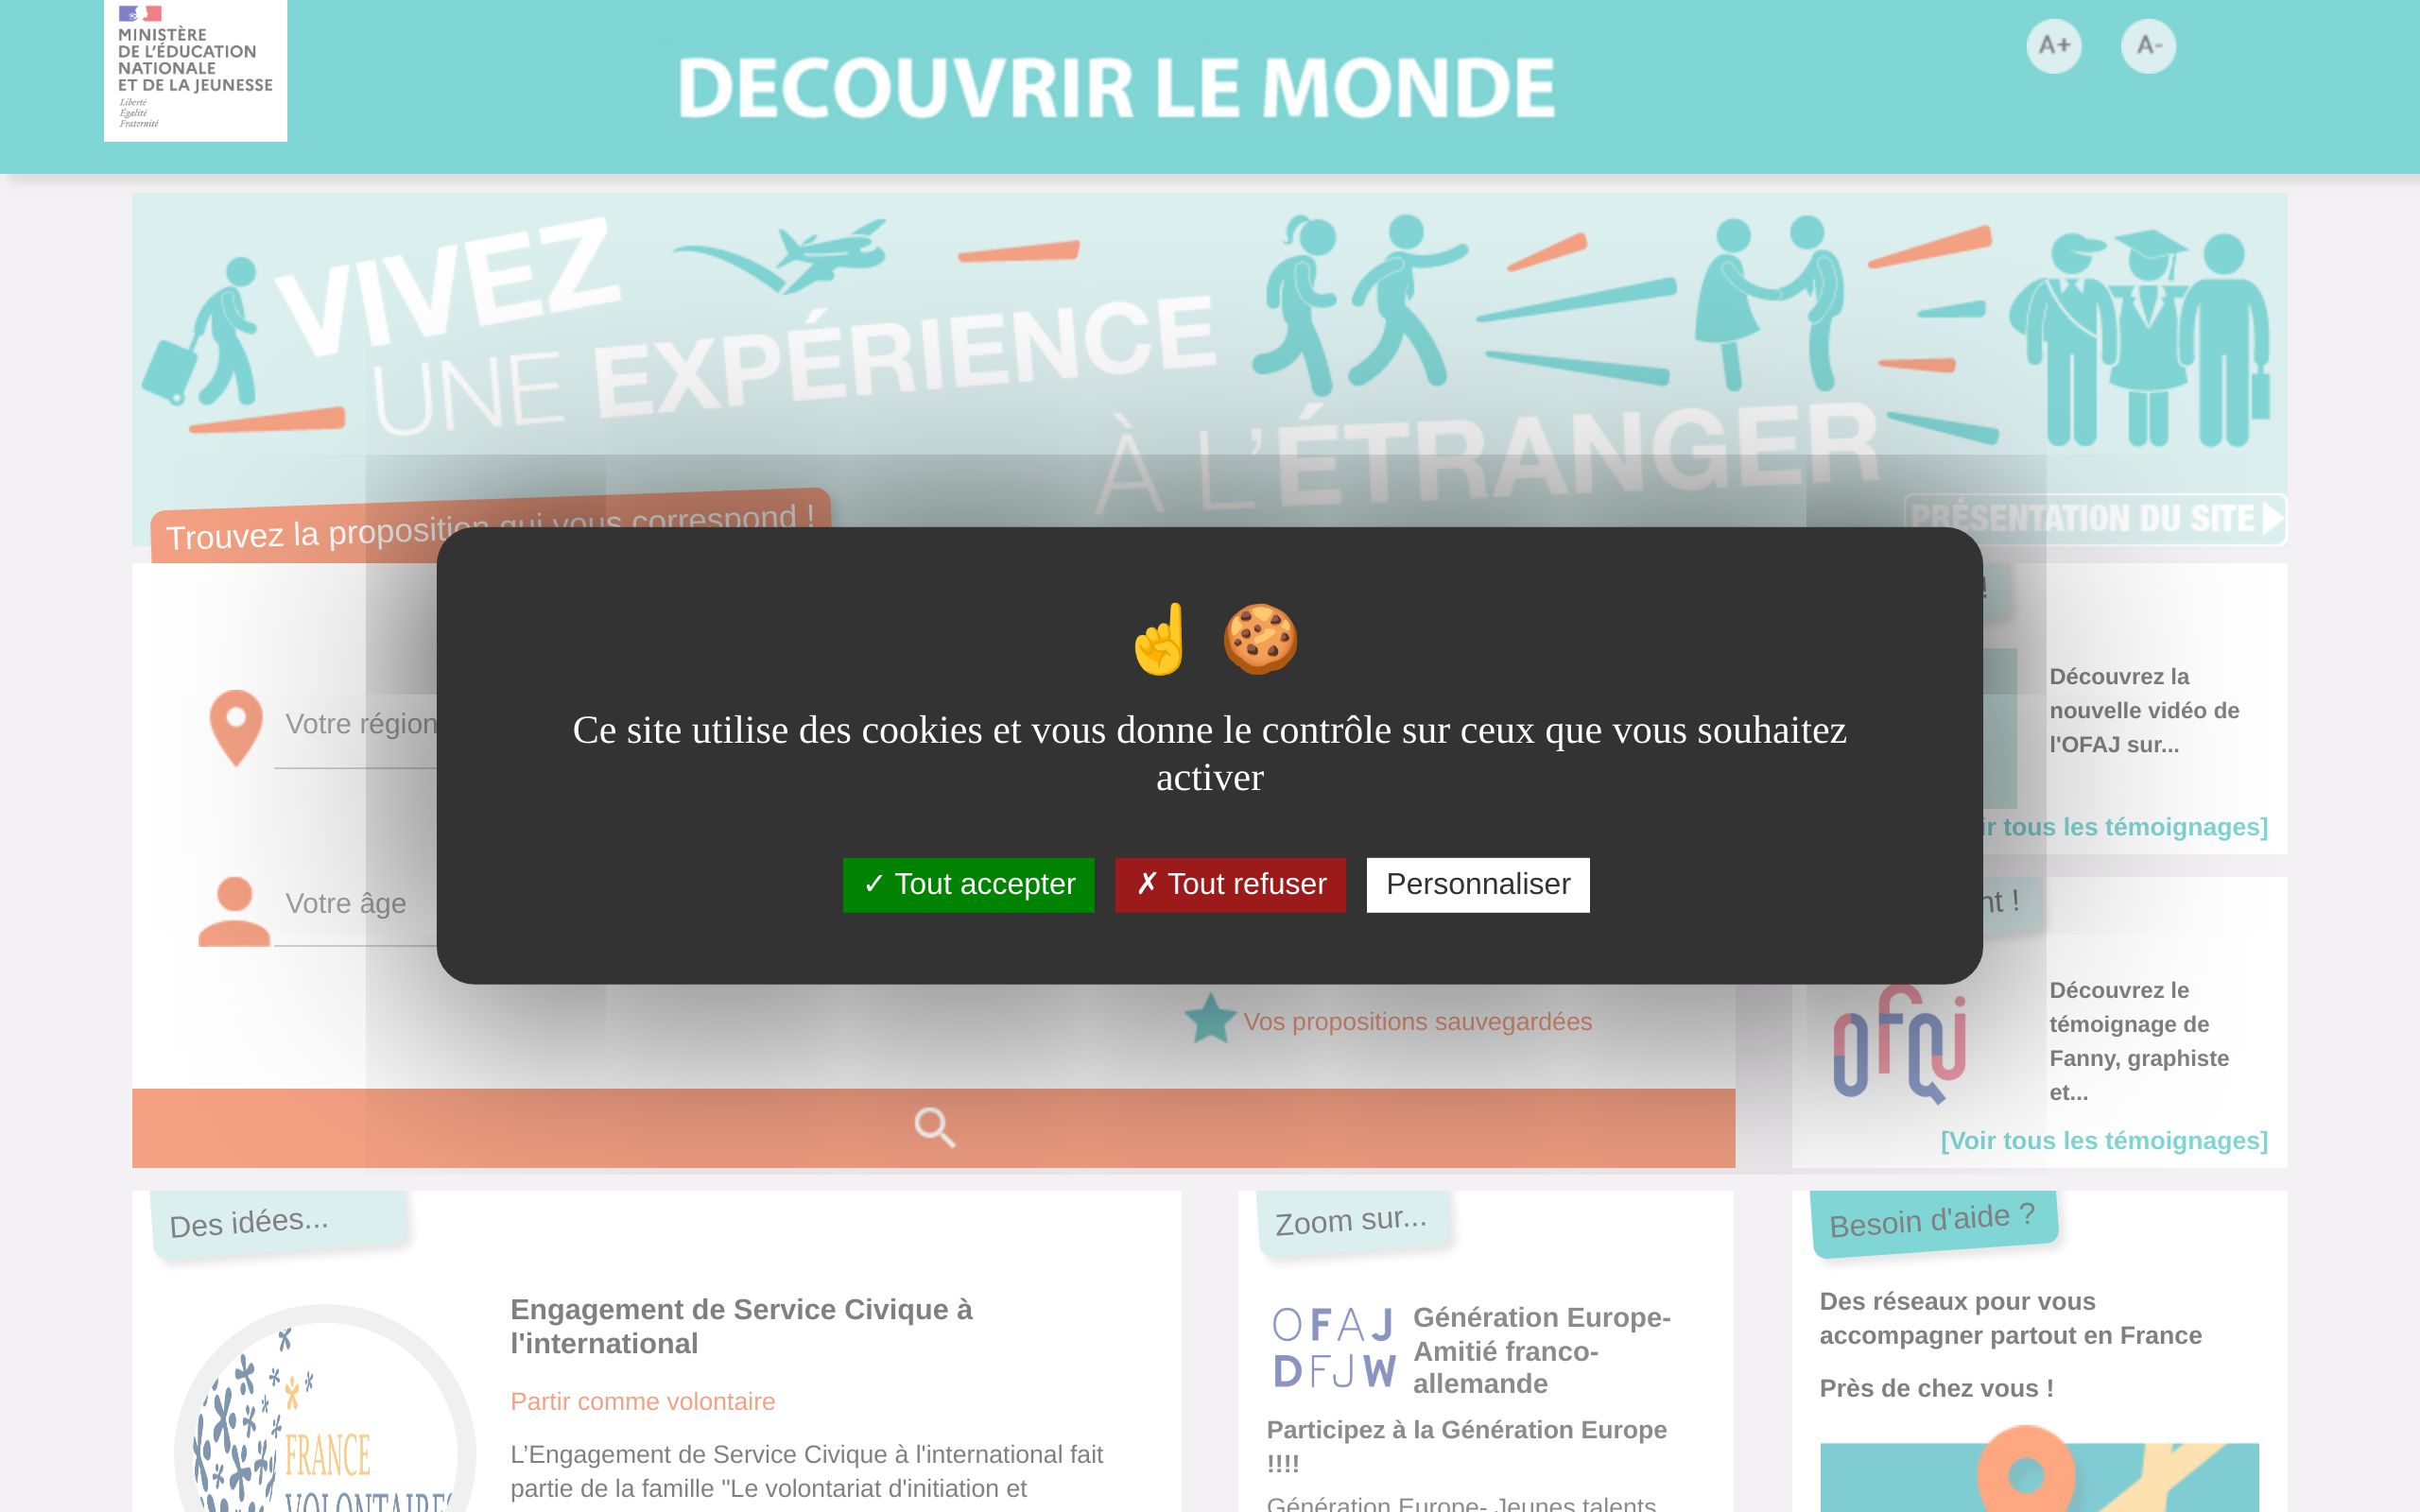 MINISTÈRE
DE L'ÉDUCATION
NATIONALE
ET DE LA JEUNESSE
Liberté
Égalité
Fraternité
DECOUVRIR LE MONDE
A+
A-
VIVEZ
UNE EXPÉRIENCE
À L'ÉTRANGER
Trouvez la proposition qui vous correspond !
PRÉSENTATION DU SITE
Votre région
Votre âge
☝️ 🍪
Ce site utilise des cookies et vous donne le contrôle sur ceux que vous souhaitez
activer
✓ Tout accepter
✗ Tout refuser
Personnaliser
!
Découvrez la
nouvelle vidéo de
l'OFAJ sur...
tous les témoignages]
!
ofaj
Découvrez le
témoignage de
Fanny, graphiste
et...
[Voir tous les témoignages]
Vos propositions sauvegardées
Des idées...
FRANCE
VOLONTAIRES
Engagement de Service Civique à
l'international
Partir comme volontaire
L’Engagement de Service Civique à l'international fait
partie de la famille "Le volontariat d'initiation et
Zoom sur...
OFAJ
DFJW
Génération Europe-
Amitié franco-
allemande
Participez à la Génération Europe
!!!!
Génération Europe- Jeunes talents
Besoin d'aide ?
Des réseaux pour vous
accompagner partout en France
Près de chez vous !